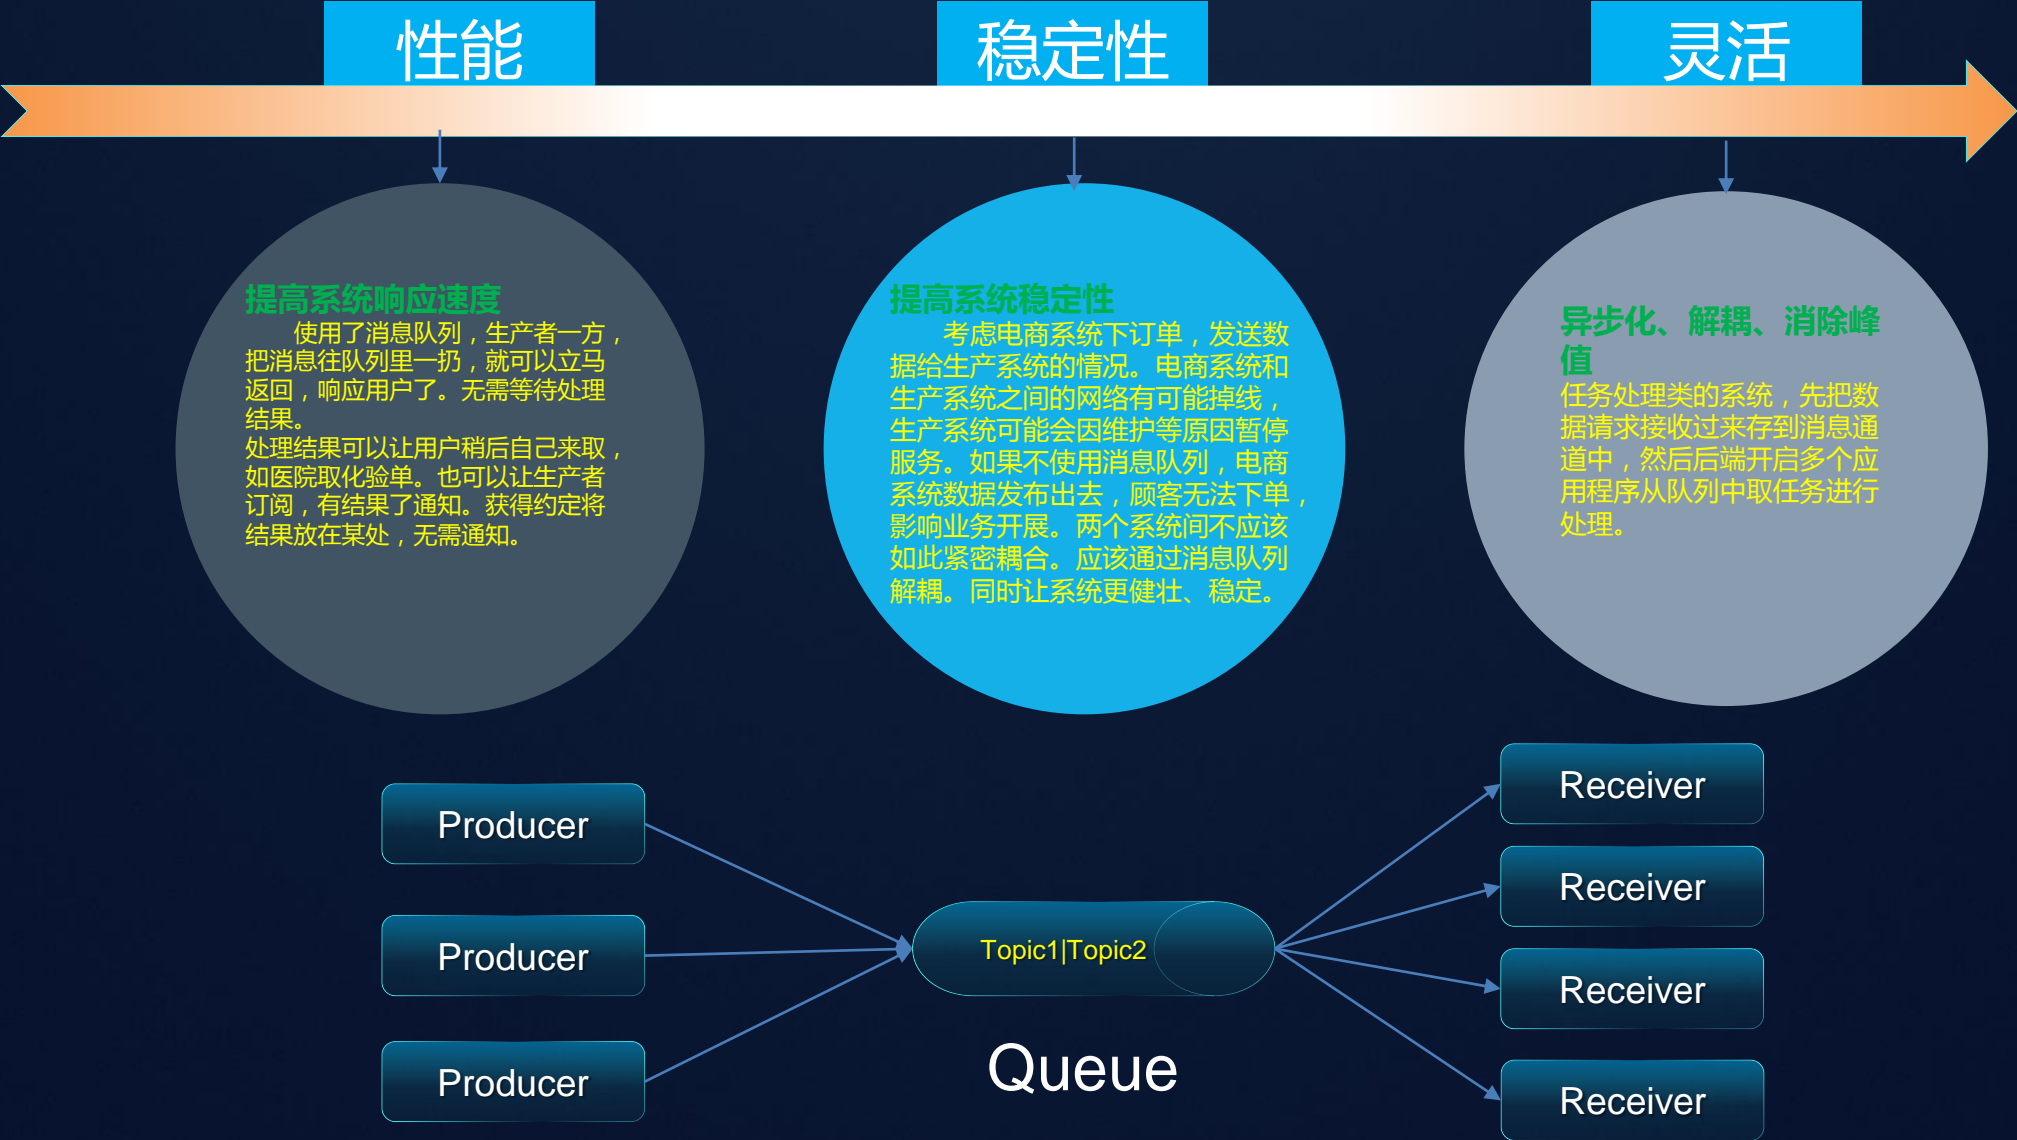 性能
稳定性
灵活
提高系统响应速度
使用了消息队列，生产者一方，
把消息往队列里一扔，就可以立马
返回，响应用户了。无需等待处理
结果。
处理结果可以让用户稍后自己来取，
如医院取化验单。也可以让生产者
订阅，有结果了通知。获得约定将
结果放在某处，无需通知。
提高系统稳定性
考虑电商系统下订单，发送数
据给生产系统的情况。电商系统和
生产系统之间的网络有可能掉线，
生产系统可能会因维护等原因暂停
服务。如果不使用消息队列，电商
系统数据发布出去，顾客无法下单，
影响业务开展。两个系统间不应该
如此紧密耦合。应该通过消息队列
解耦。同时让系统更健壮、稳定。
异步化、解耦、消除峰
值
任务处理类的系统，先把数
据请求接收过来存到消息通
道中，然后后端开启多个应
用程序从队列中取任务进行
处理。
Producer
Producer
Producer
Topic1|Topic2
Queue
Receiver
Receiver
Receiver
Receiver